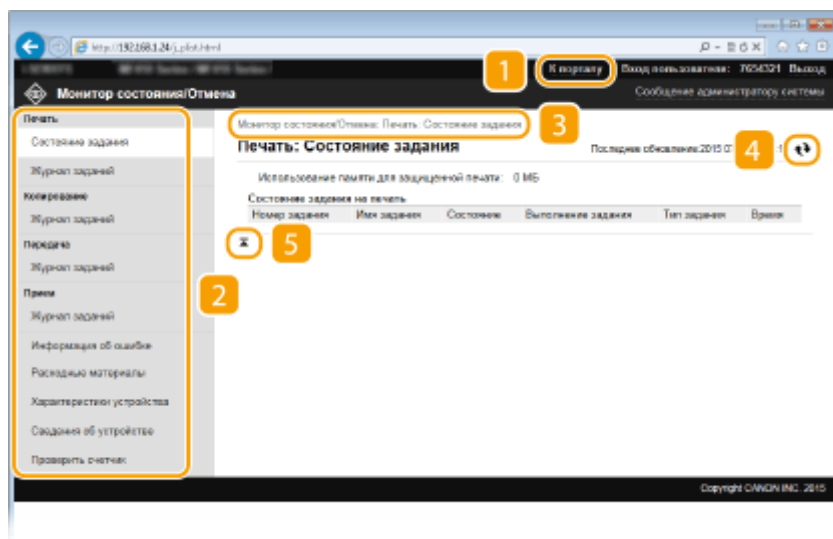 http://192.168.1.24/j_plist.html
1
К порталу
Вход пользователя: 7654321 Выход
Монитор состояния/Отмена
Сообщение администратору системы
Печать
Состояние задания
Журнал заданий
Копирование
Журнал заданий
Передача
Журнал заданий
Прием
Журнал заданий
Информация об ошибке
Расходные материалы
Характеристики устройства
Сведения об устройстве
Проверить счетчик
2
Монитор состояния/Отмена: Печать: Состояние задания
3
Печать: Состояние задания
Последнее обновление:2015 0
4
Использование памяти для защищенной печати: 0 МБ
Состояние задания на печать
Номер задания Имя задания Состояние Выполнение задания Тип задания Время
5
Copyright CANON INC. 2015